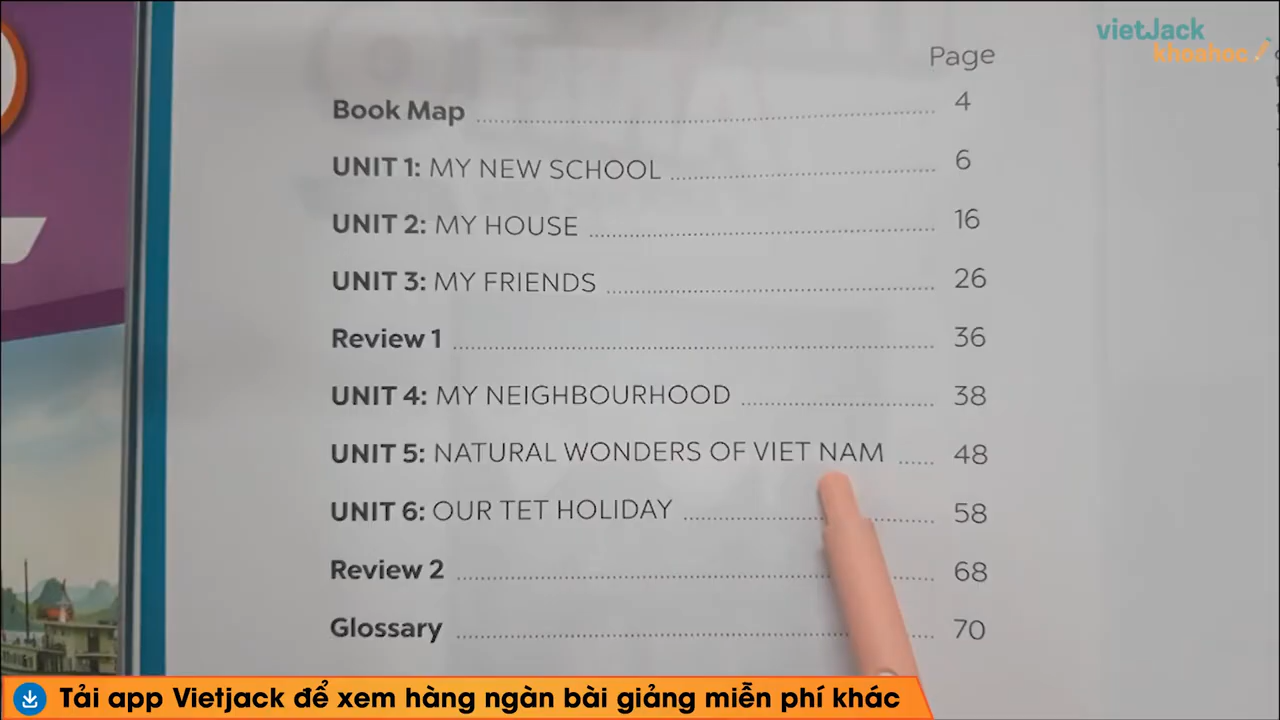 vietJack
khoahoc
Page
Book Map 4
UNIT 1: MY NEW SCHOOL 6
UNIT 2: MY HOUSE 16
UNIT 3: MY FRIENDS 26
Review 1 36
UNIT 4: MY NEIGHBOURHOOD 38
UNIT 5: NATURAL WONDERS OF VIET NAM 48
UNIT 6: OUR TET HOLIDAY 58
Review 2 68
Glossary 70
Tải app Vietjack để xem hàng ngàn bài giảng miễn phí khác